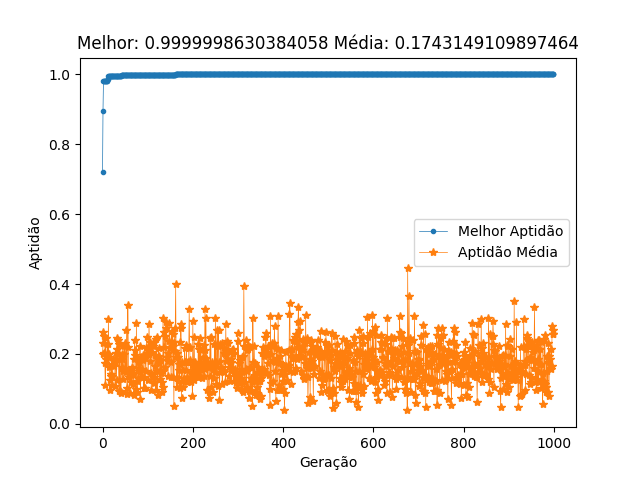 Melhor: 0.9999998630384058 Média: 0.1743149109897464
1.0
0.8
0.6
0.4
0.2
0.0
Aptidão
Melhor Aptidão
Aptidão Média
0 200 400 600 800 1000
Geração